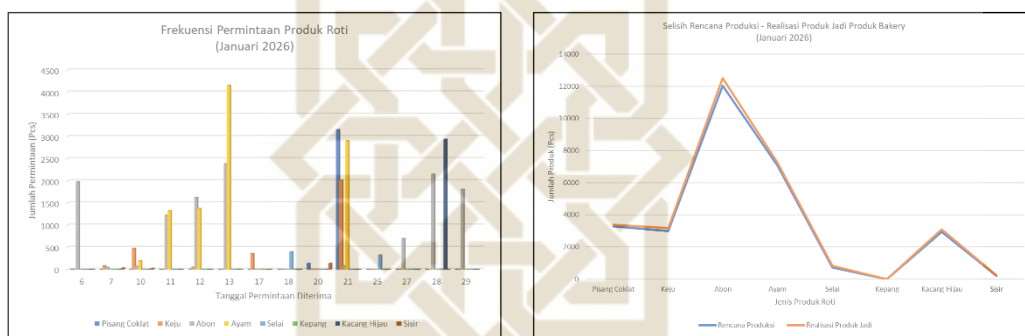 Frekuensi Permintaan Produk Roti
(Januari 2026)
Jumlah Permintaan (Pcs)
4500
4000
3500
3000
2500
2000
1500
1000
500
0
6 7 10 11 12 13 17 18 20 21 25 27 28 29
Tanggal Permintaan Diterima
Pisang Coklat Keju Abon Ayam Selai Kepang Kacang Hijau Sisir
Selisih Rencana Produksi - Realisasi Produk Jadi Produk Bakery
(Januari 2026)
Jumlah Produk (Pcs)
14000
12000
10000
8000
6000
4000
2000
0
Pisang Coklat Keju Abon Ayam Selai Kepang Kacang Hijau Sisir
Jenis Produk Roti
Rencana Produksi Realisasi Produk Jadi